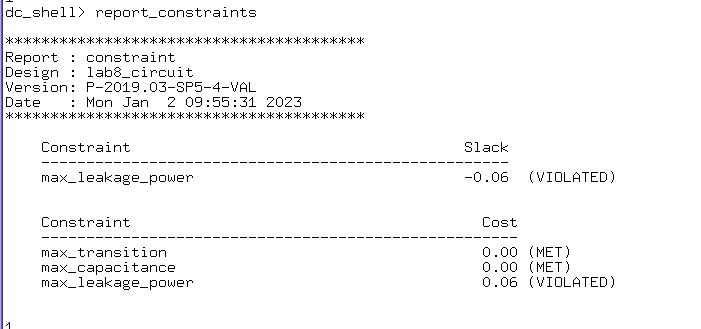 dc_shell> report_constraints
****************************************
Report : constraint
Design : lab8_circuit
Version: P-2019.03-SP5-4-VAL
Date   : Mon Jan  2 09:55:31 2023
****************************************
Constraint                                     Slack
----------------------------------------------------
max_leakage_power                              -0.06  (VIOLATED)
Constraint                                       Cost
-----------------------------------------------------
max_transition                                   0.00 (MET)
max_capacitance                                  0.00 (MET)
max_leakage_power                                0.06 (VIOLATED)
1